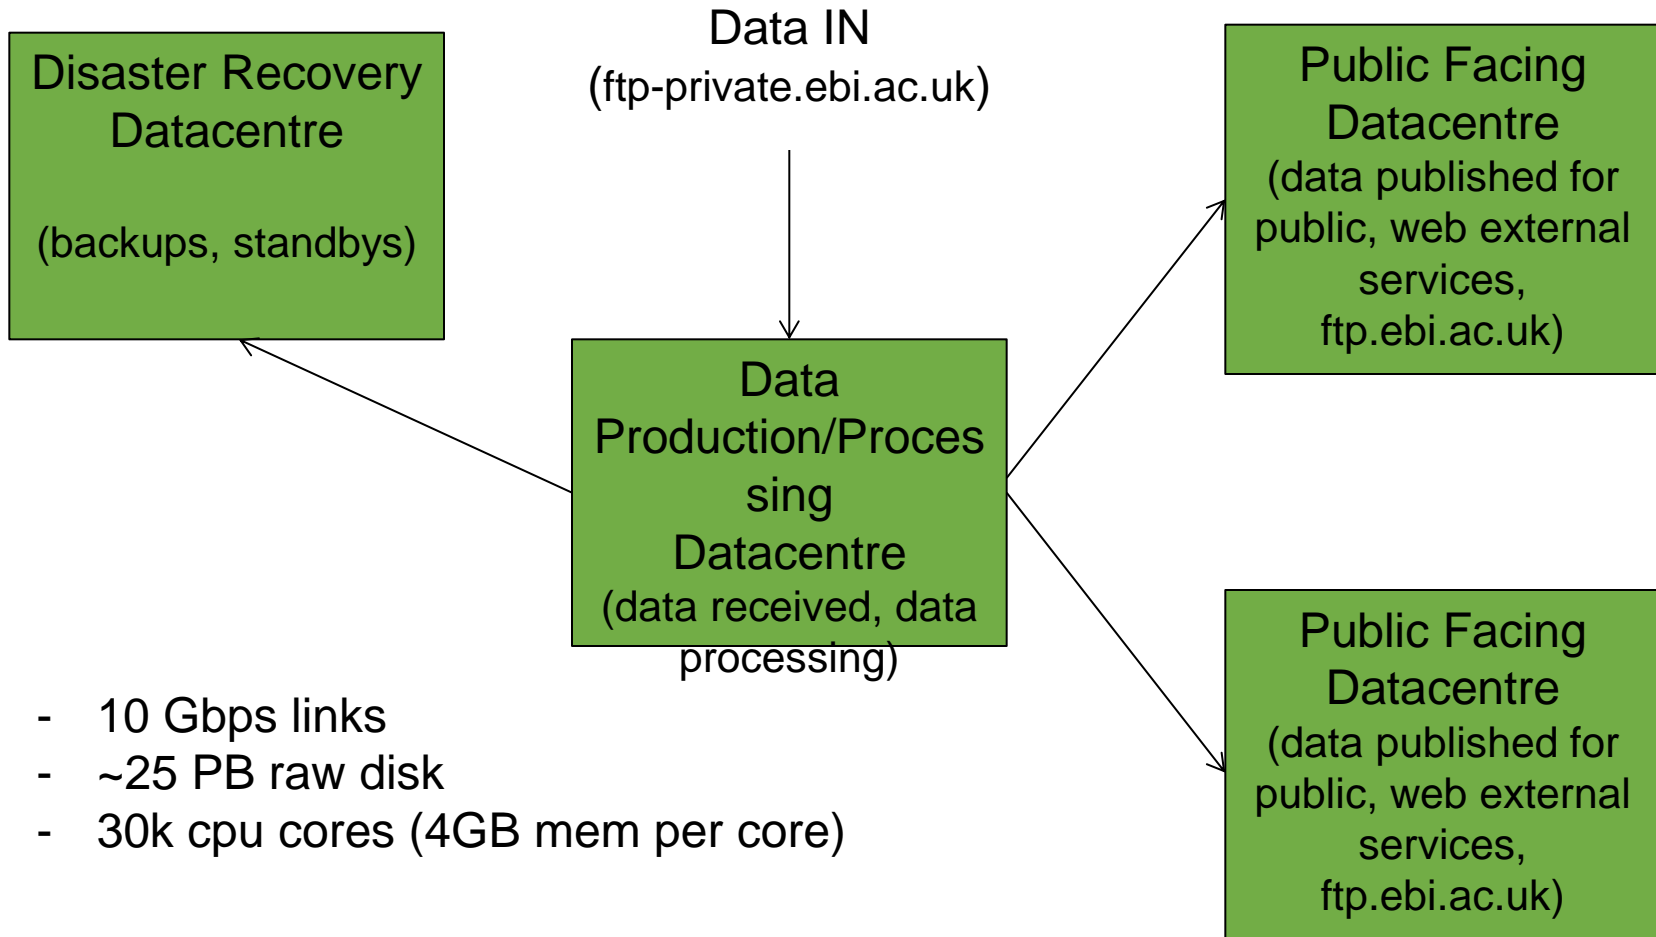 Disaster Recovery
Datacentre
(backups, standbys)
Data IN
(ftp-private.ebi.ac.uk)
Public Facing
Datacentre
(data published for
public, web external
services,
ftp.ebi.ac.uk)
Data
Production/Proces
sing
Datacentre
(data received, data
processing)
Public Facing
Datacentre
(data published for
public, web external
services,
ftp.ebi.ac.uk)
- 10 Gbps links
- ~25 PB raw disk
- 30k cpu cores (4GB mem per core)